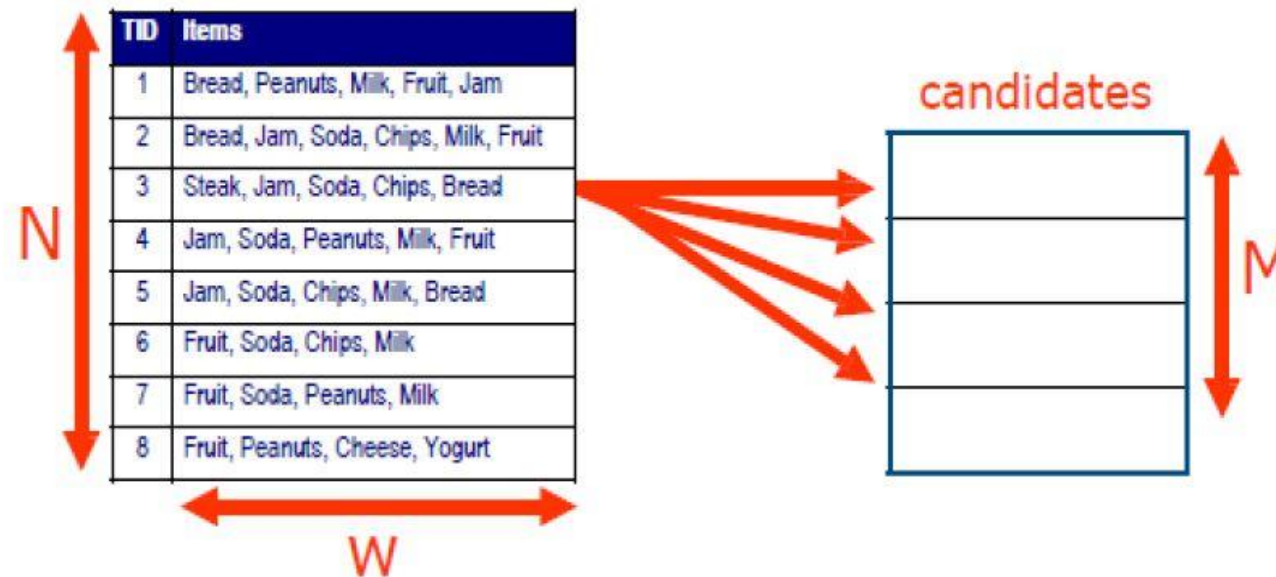 TID Items
1 Bread, Peanuts, Milk, Fruit, Jam
2 Bread, Jam, Soda, Chips, Milk, Fruit
3 Steak, Jam, Soda, Chips, Bread
4 Jam, Soda, Peanuts, Milk, Fruit
5 Jam, Soda, Chips, Milk, Bread
6 Fruit, Soda, Chips, Milk
7 Fruit, Soda, Peanuts, Milk
8 Fruit, Peanuts, Cheese, Yogurt
N
W
candidates
M